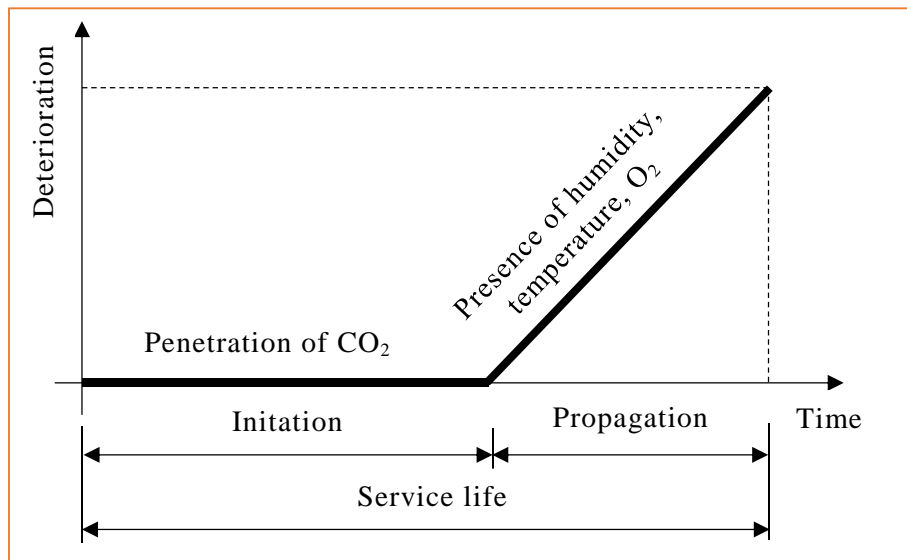 Deterioration
Presence of humidity,
temperature, O₂
Penetration of CO₂
Initation
Propagation
Time
Service life